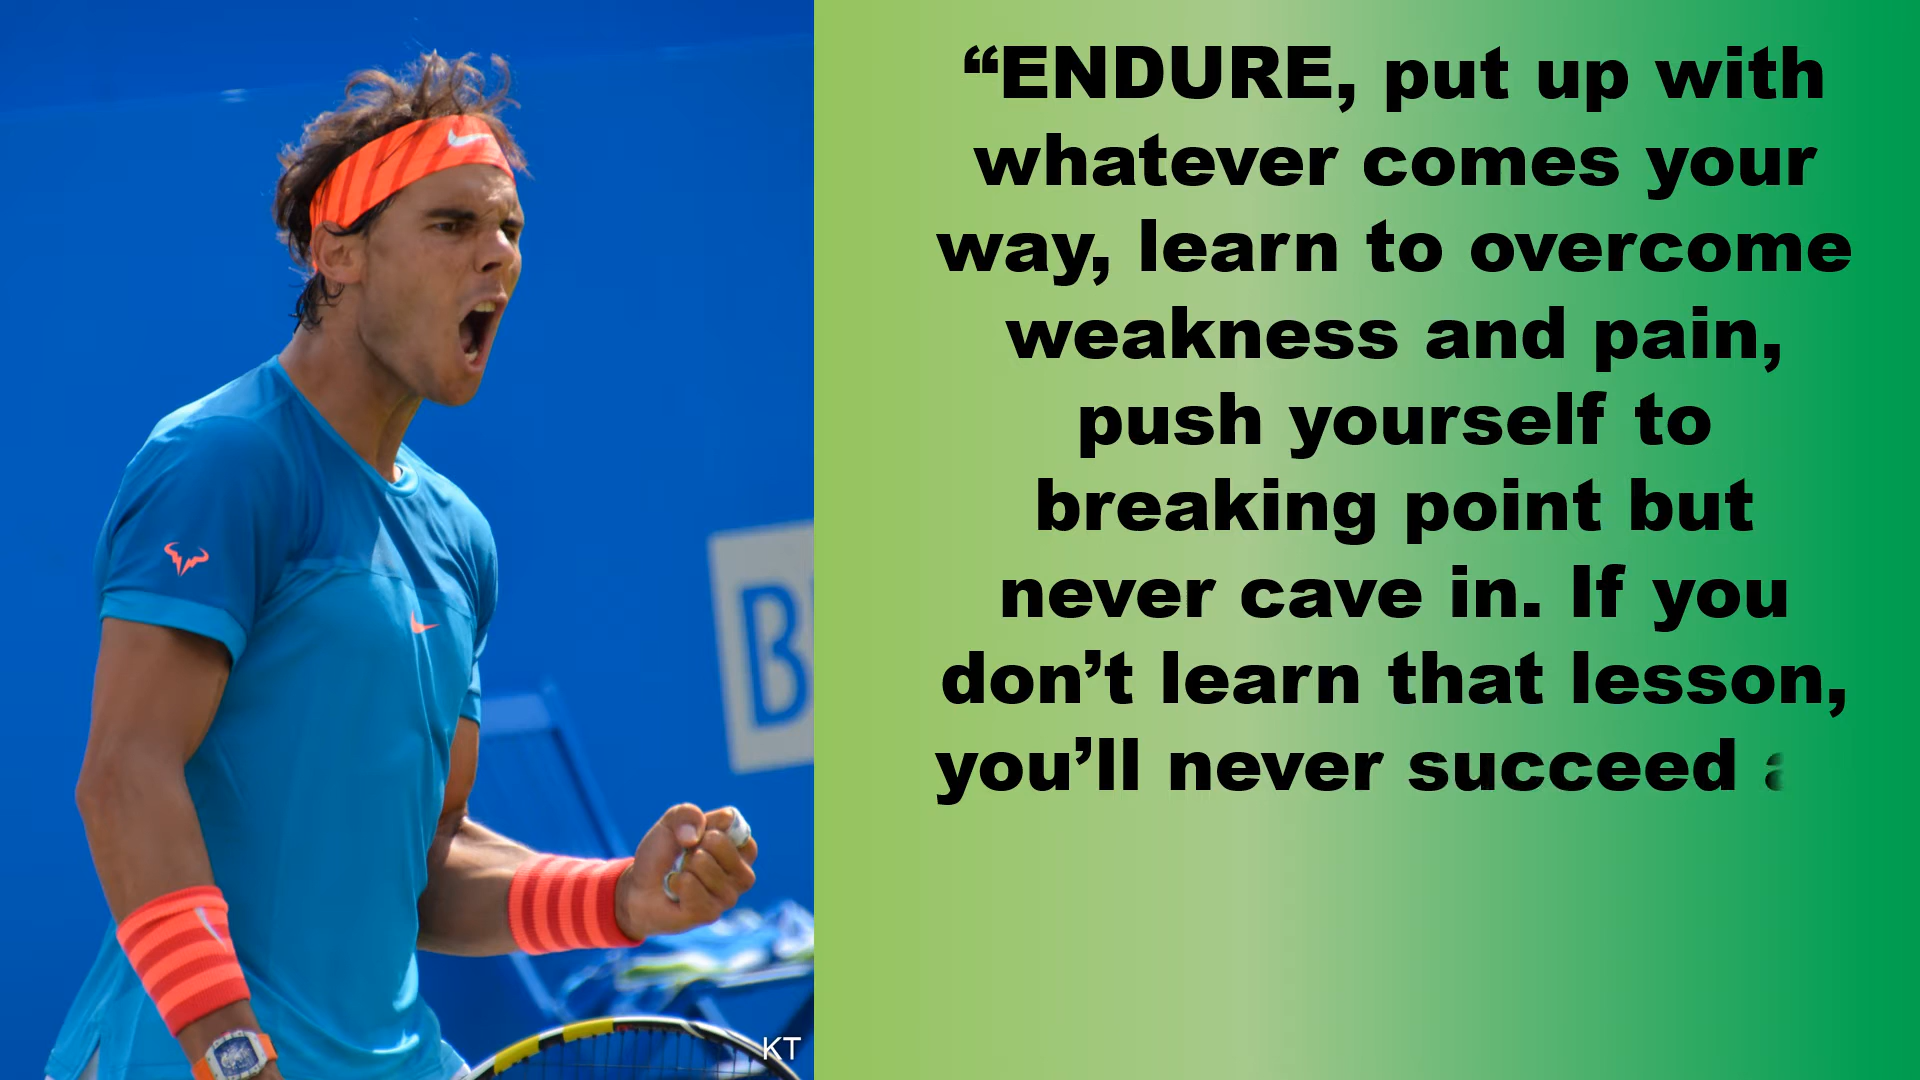 “ENDURE, put up with
whatever comes your
way, learn to overcome
weakness and pain,
push yourself to
breaking point but
never cave in. If you
don’t learn that lesson,
you’ll never succeed
B
KT